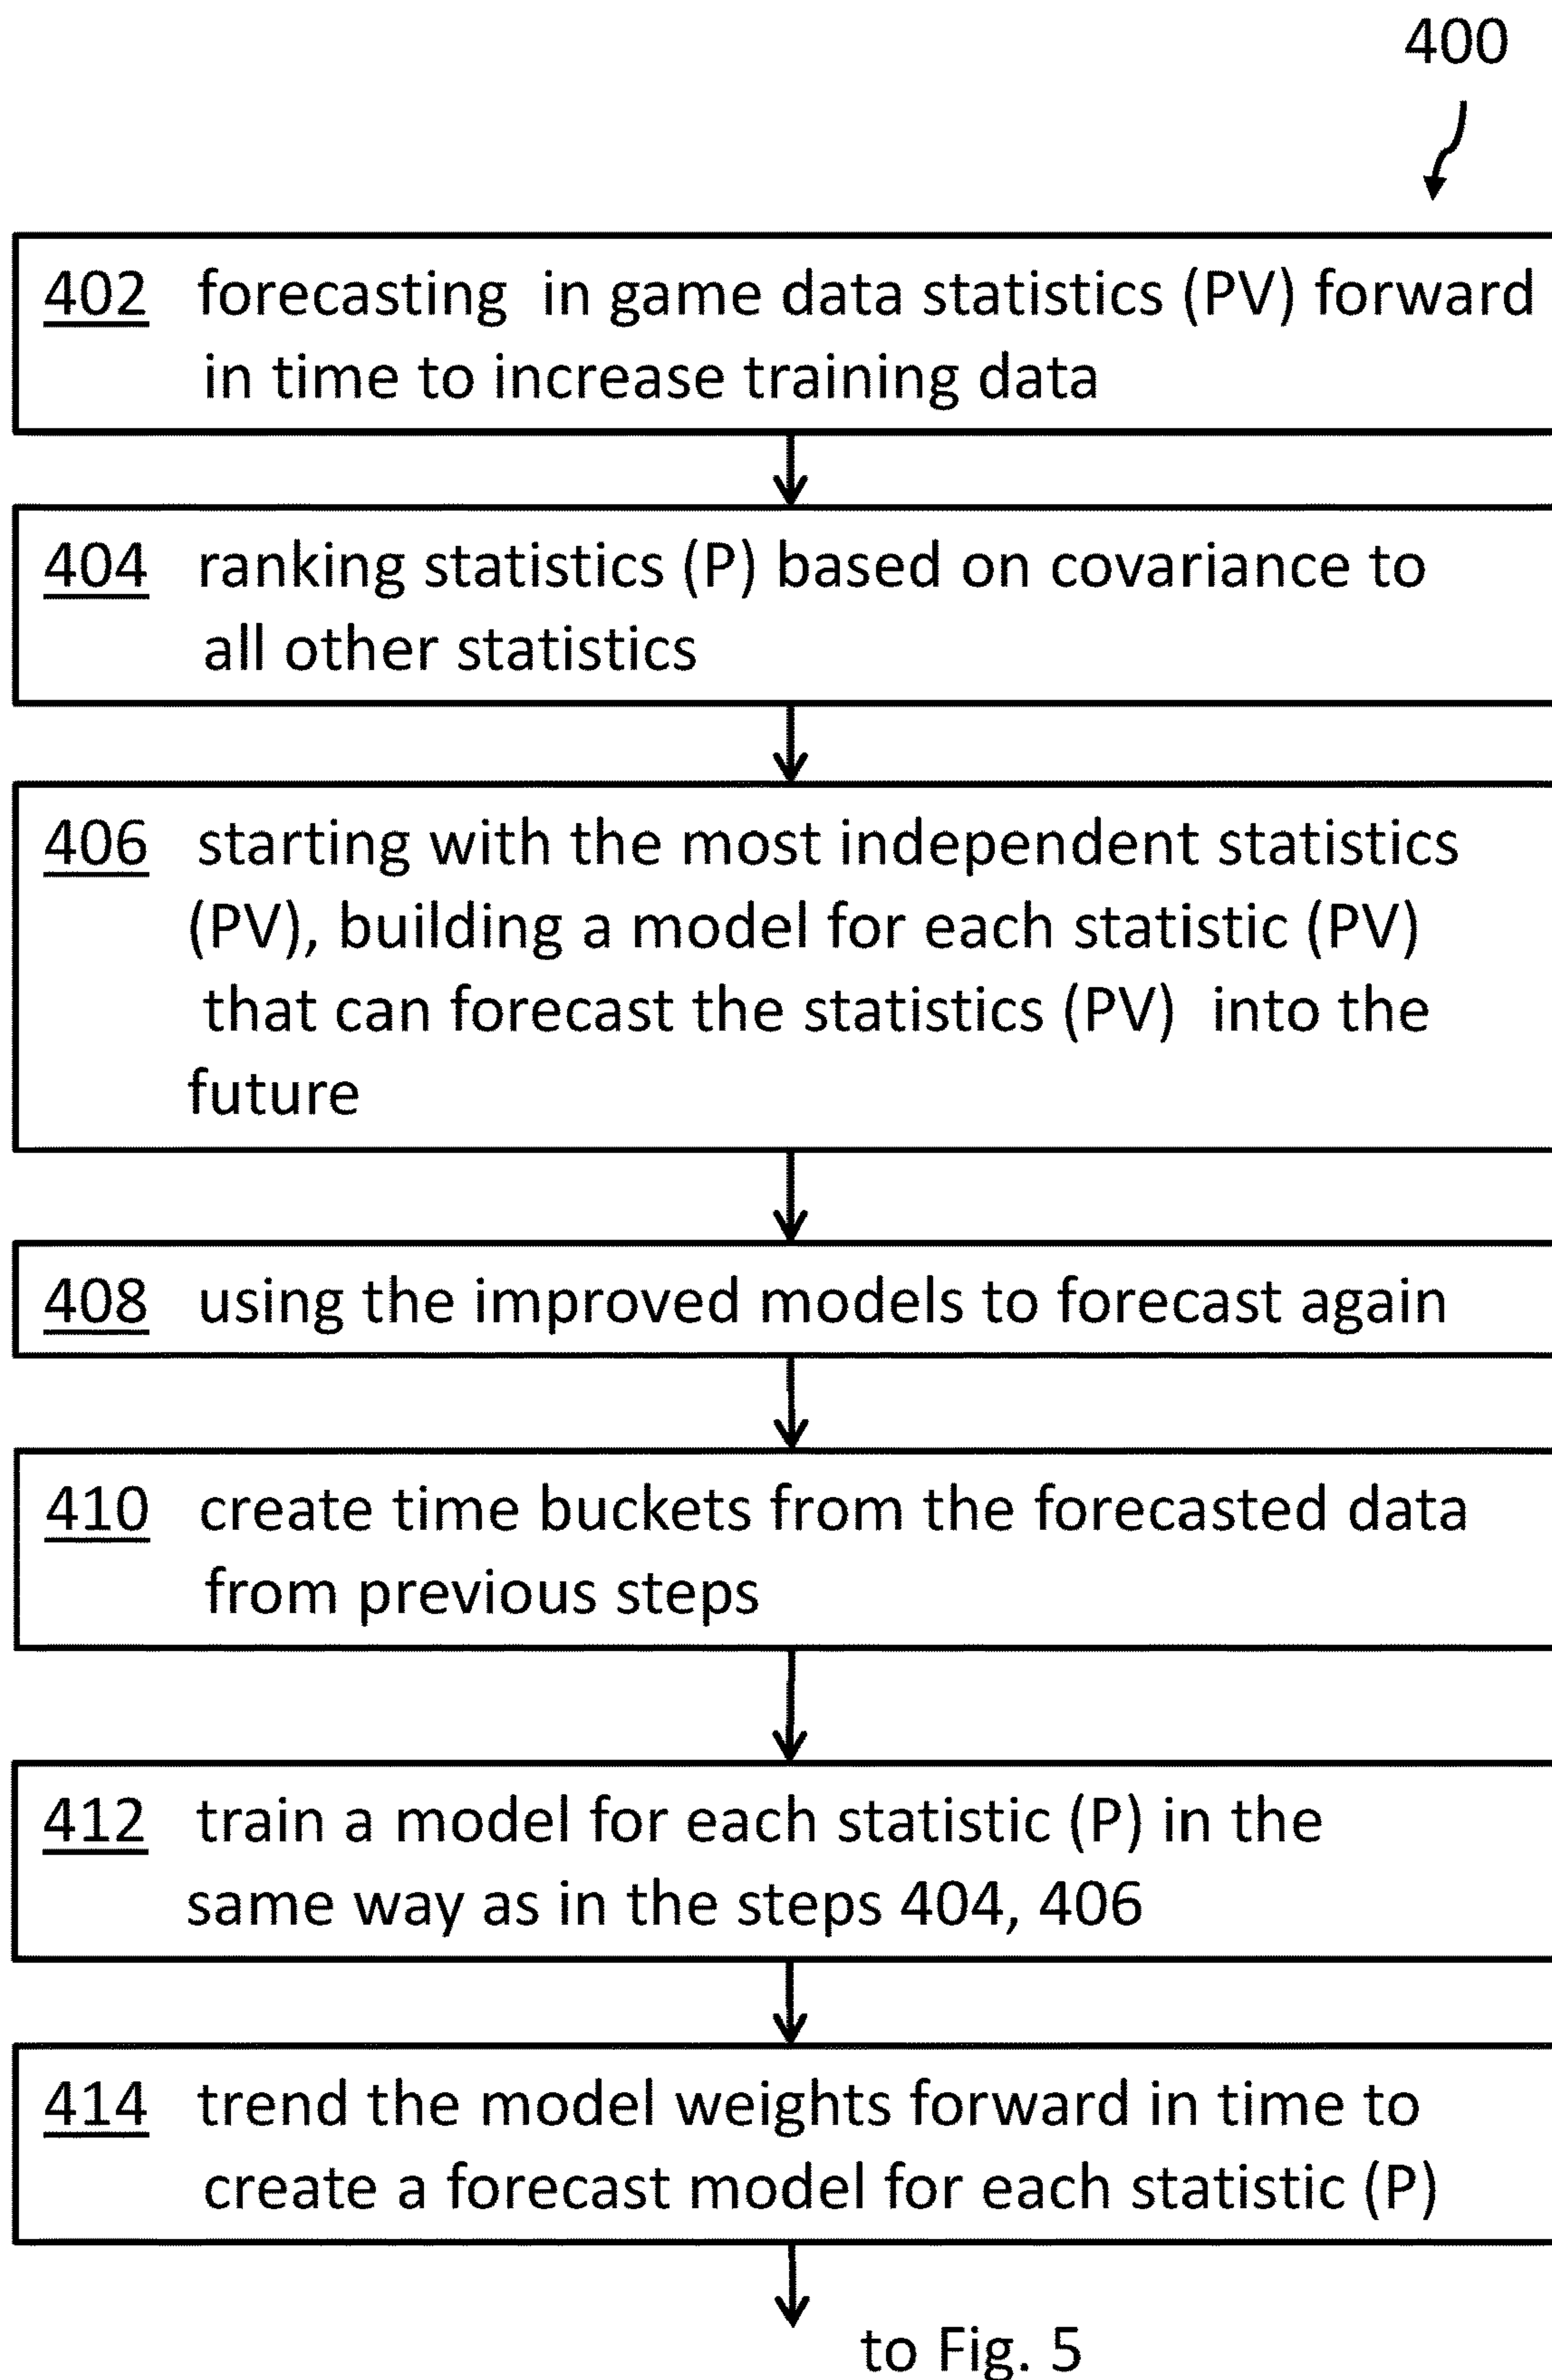 400
402 forecasting in game data statistics (PV) forward
in time to increase training data
404 ranking statistics (P) based on covariance to
all other statistics
406 starting with the most independent statistics
(PV), building a model for each statistic (PV)
that can forecast the statistics (PV) into the
future
408 using the improved models to forecast again
410 create time buckets from the forecasted data
from previous steps
412 train a model for each statistic (P) in the
same way as in the steps 404, 406
414 trend the model weights forward in time to
create a forecast model for each statistic (P)
to Fig. 5